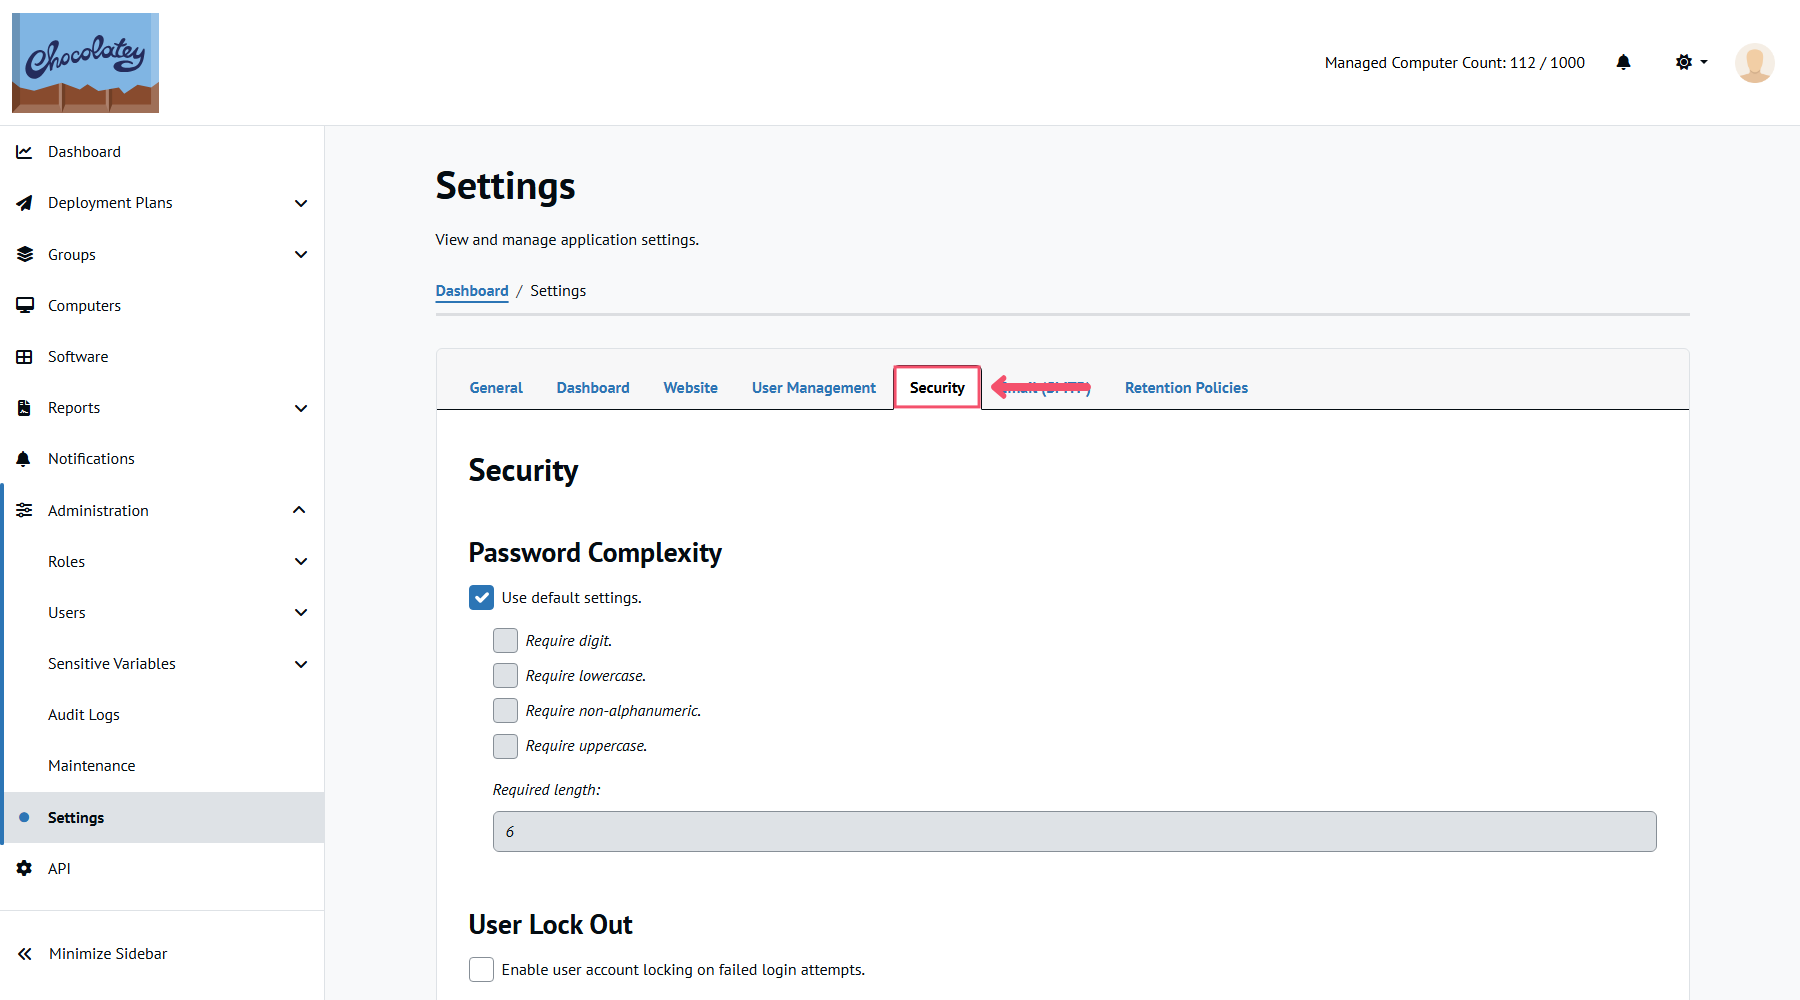 Chocolatey
Managed Computer Count: 112 / 1000
Dashboard
Deployment Plans
Groups
Computers
Software
Reports
Notifications
Administration
Roles
Users
Sensitive Variables
Audit Logs
Maintenance
Settings
API
Minimize Sidebar
Settings
View and manage application settings.
Dashboard / Settings
General Dashboard Website User Management Security Email (SMTP) Retention Policies
Security
Password Complexity
Use default settings.
Require digit.
Require lowercase.
Require non-alphanumeric.
Require uppercase.
Required length:
6
User Lock Out
Enable user account locking on failed login attempts.